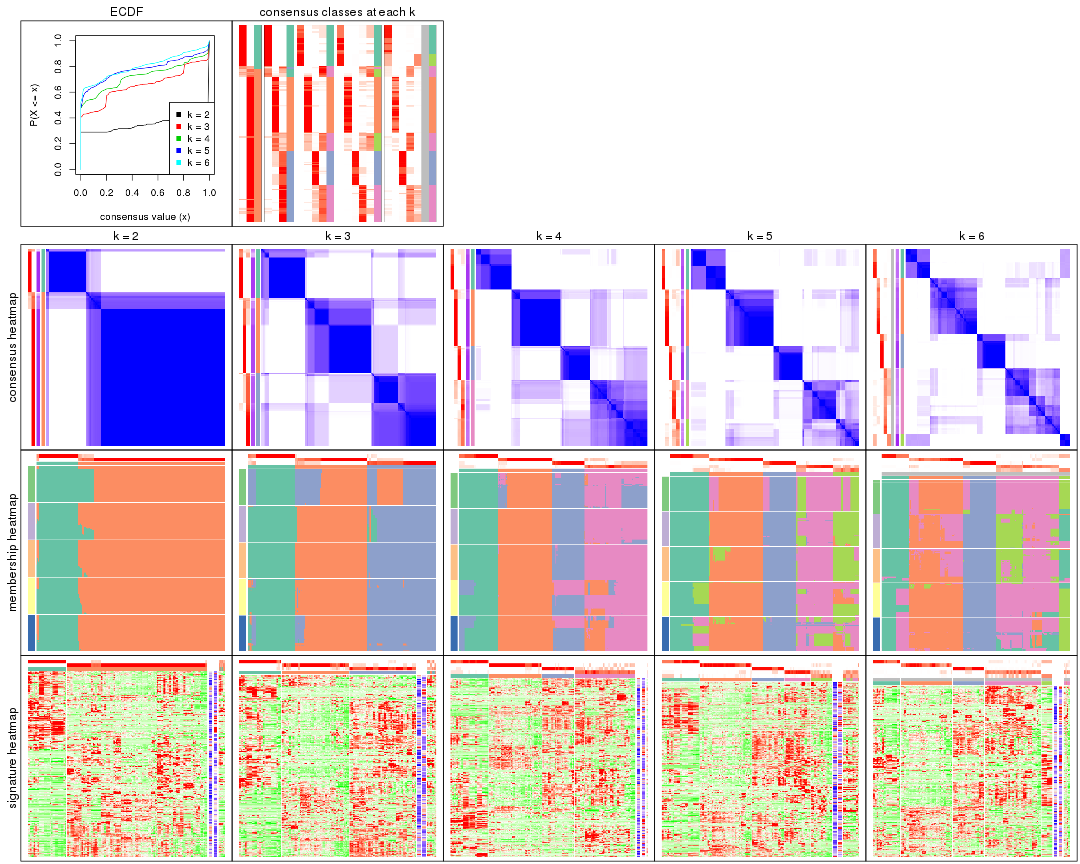 ECDF
consensus classes at each k
P(X <= x)
0.0 0.2 0.4 0.6 0.8 1.0
k = 2
k = 3
k = 4
k = 5
k = 6
0.0 0.2 0.4 0.6 0.8 1.0
consensus value (x)
k = 2
k = 3
k = 4
k = 5
k = 6
consensus heatmap
membership heatmap
signature heatmap